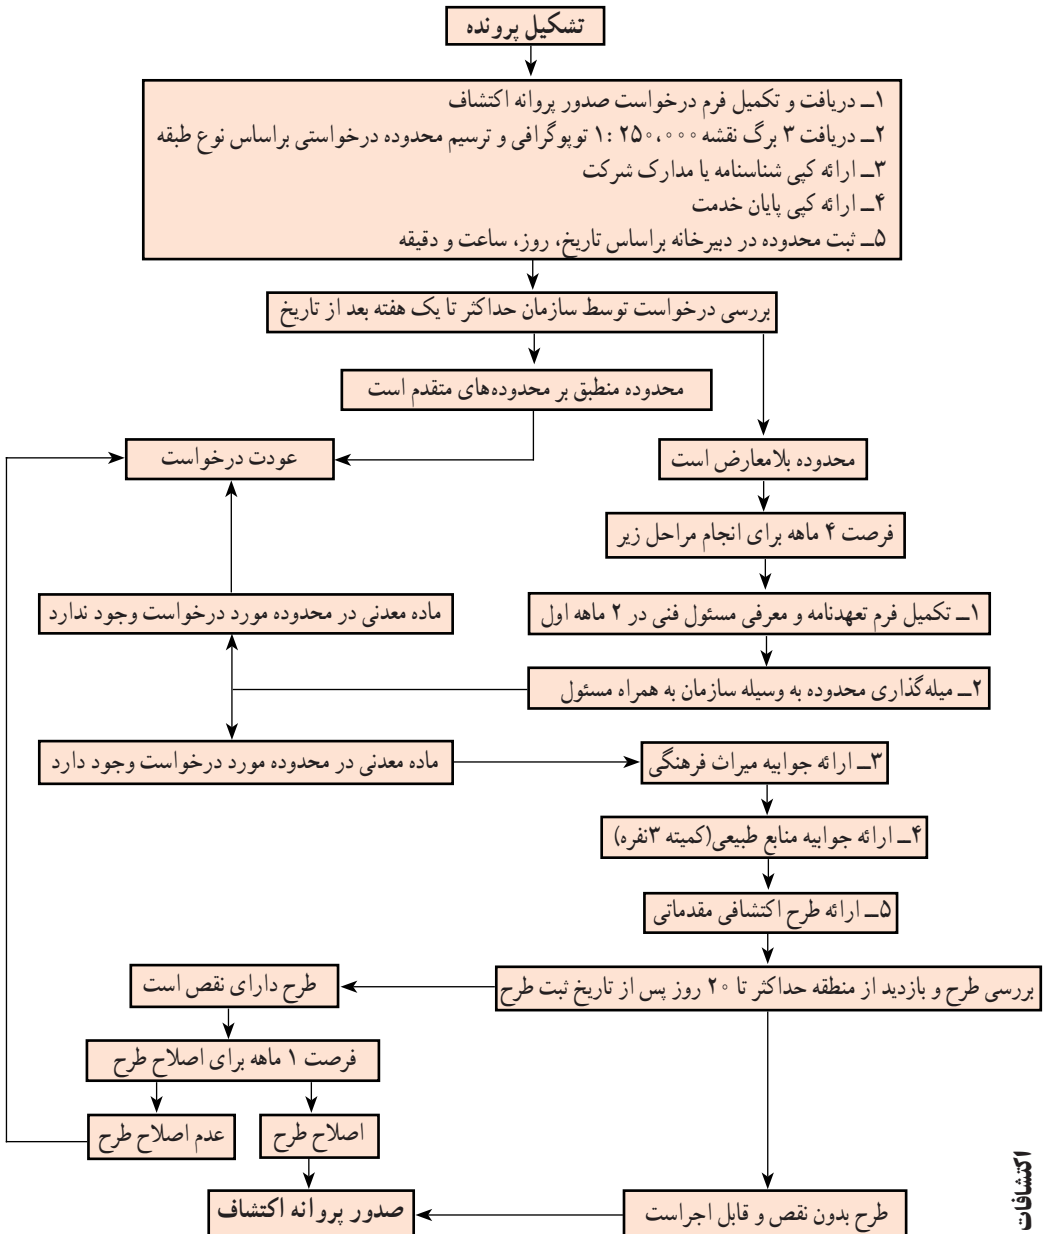 تشکیل پرونده
۱ــ دریافت و تکمیل فرم درخواست صدور پروانه اکتشاف
۲ــ دریافت ۳ برگ نقشه ۲۵۰،۰۰۰ :۱ توپوگرافی و ترسیم محدوده درخواستی براساس نوع طبقه
۳ــ ارائه کپی شناسنامه یا مدارک شرکت
۴ــ ارائه کپی پایان خدمت
۵ــ ثبت محدوده در دبیرخانه براساس تاریخ، روز، ساعت و دقیقه
بررسی درخواست توسط سازمان حداکثر تا یک هفته بعد از تاریخ
محدوده منطبق بر محدوده‌های متقدم است
محدوده بلامعارض است
عودت درخواست
فرصت ۴ ماهه برای انجام مراحل زیر
۱ــ تکمیل فرم تعهدنامه و معرفی مسئول فنی در ۲ ماهه اول
ماده معدنی در محدوده مورد درخواست وجود ندارد
۲ــ میله‌گذاری محدوده به وسیله سازمان به همراه مسئول
ماده معدنی در محدوده مورد درخواست وجود دارد
۳ــ ارائه جوابیه میراث فرهنگی
۴ــ ارائه جوابیه منابع طبیعی(کمیته ۳نفره)
۵ــ ارائه طرح اکتشافی مقدماتی
بررسی طرح و بازدید از منطقه حداکثر تا ۲۰ روز پس از تاریخ ثبت طرح
طرح دارای نقص است
فرصت ۱ ماهه برای اصلاح طرح
اصلاح طرح
عدم اصلاح طرح
طرح بدون نقص و قابل اجراست
صدور پروانه اکتشاف
اکتشافات